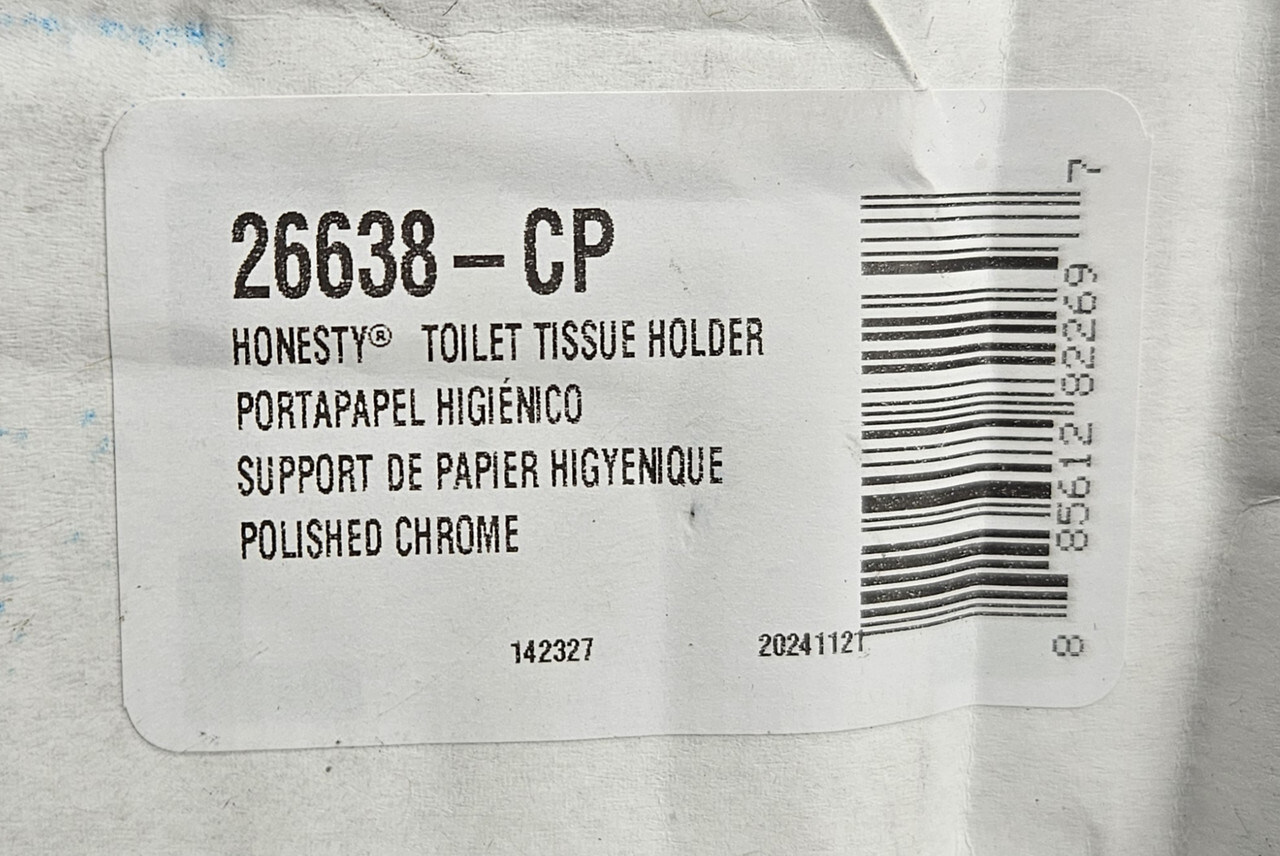 26638-CP
HONESTY® TOILET TISSUE HOLDER
PORTAPAPEL HIGIÉNICO
SUPPORT DE PAPIER HIGYENIQUE
POLISHED CHROME
142327
20241121
8 85612 82269 7